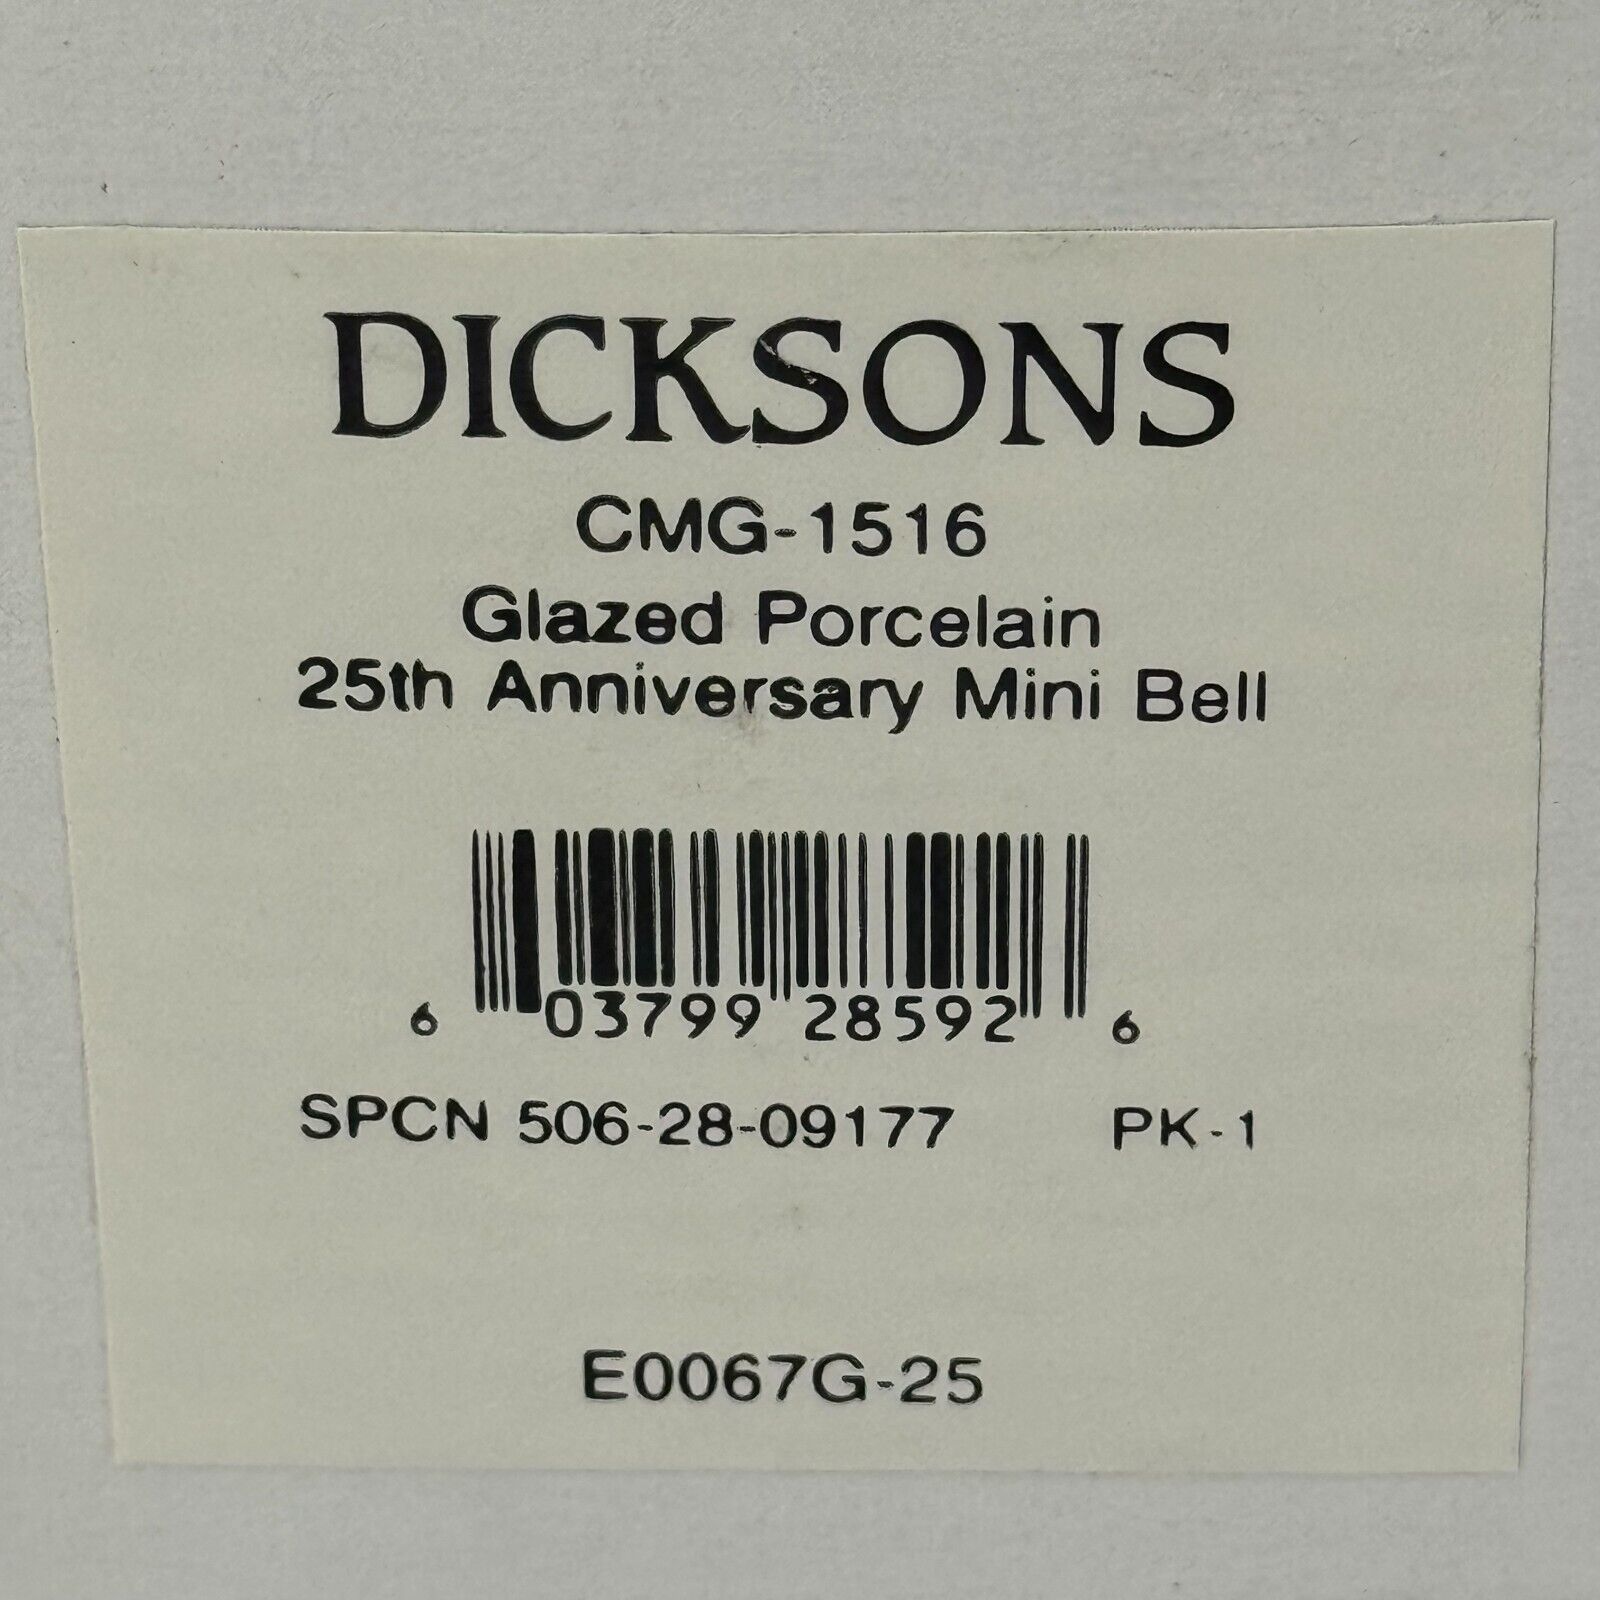 DICKSONS
CMG-1516
Glazed Porcelain
25th Anniversary Mini Bell
6 03799 28592 6
SPCN 506-28-09177 PK-1
E0067G-25